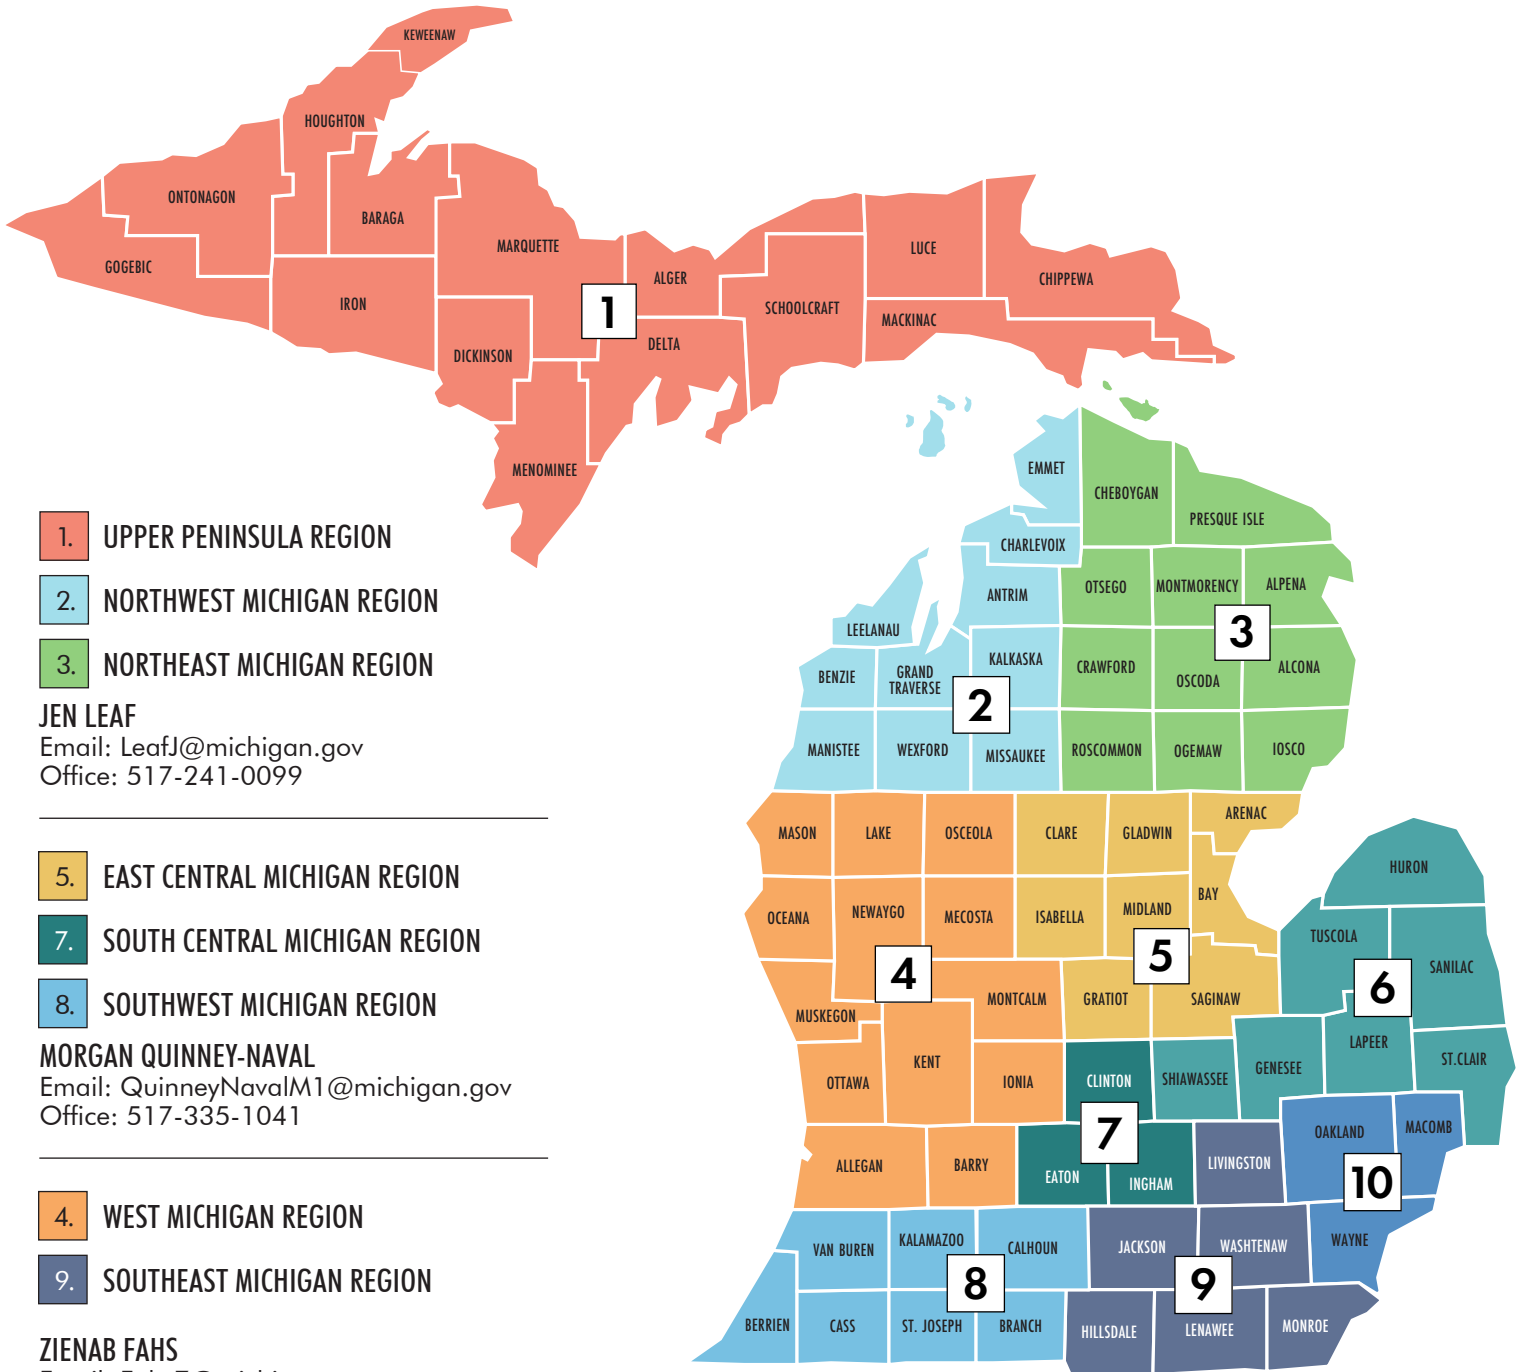 KEWEENAW
HOUGHTON
ONTONAGON
BARAGA
GOGEBIC
MARQUETTE
LUCE
ALGER
CHIPPEWA
IRON
SCHOOLCRAFT
MACKINAC
1
DICKINSON
DELTA
MENOMINEE
1. UPPER PENINSULA REGION
2. NORTHWEST MICHIGAN REGION
3. NORTHEAST MICHIGAN REGION
JEN LEAF
Email: LeafJ@michigan.gov
Office: 517-241-0099
5. EAST CENTRAL MICHIGAN REGION
7. SOUTH CENTRAL MICHIGAN REGION
8. SOUTHWEST MICHIGAN REGION
MORGAN QUINNEY-NAVAL
Email: QuinneyNavalM1@michigan.gov
Office: 517-335-1041
4. WEST MICHIGAN REGION
9. SOUTHEAST MICHIGAN REGION
ZIENAB FAHS
EMMET
CHEBOYGAN
PRESQUE ISLE
CHARLEVOIX
ANTRIM
OTSEGO
MONTMORENCY
ALPENA
LEELANAU
3
BENZIE
GRAND
TRAVERSE
KALKASKA
CRAWFORD
OSCODA
ALCONA
2
MANISTEE
WEXFORD
MISSAUKEE
ROSCOMMON
OGEMAW
IOSCO
MASON
LAKE
OSCEOLA
CLARE
GLADWIN
ARENAC
HURON
OCEANA
NEWAYGO
MECOSTA
ISABELLA
MIDLAND
BAY
TUSCOLA
SANILAC
4
5
6
MUSKEGON
MONTCALM
GRATIOT
SAGINAW
LAPEER
ST.CLAIR
OTTAWA
KENT
IONIA
CLINTON
SHIAWASSEE
GENESEE
7
OAKLAND
MACOMB
ALLEGAN
BARRY
EATON
INGHAM
LIVINGSTON
10
VAN BUREN
KALAMAZOO
CALHOUN
JACKSON
WASHTENAW
WAYNE
8
9
BERRIEN
CASS
ST. JOSEPH
BRANCH
HILLSDALE
LENAWEE
MONROE